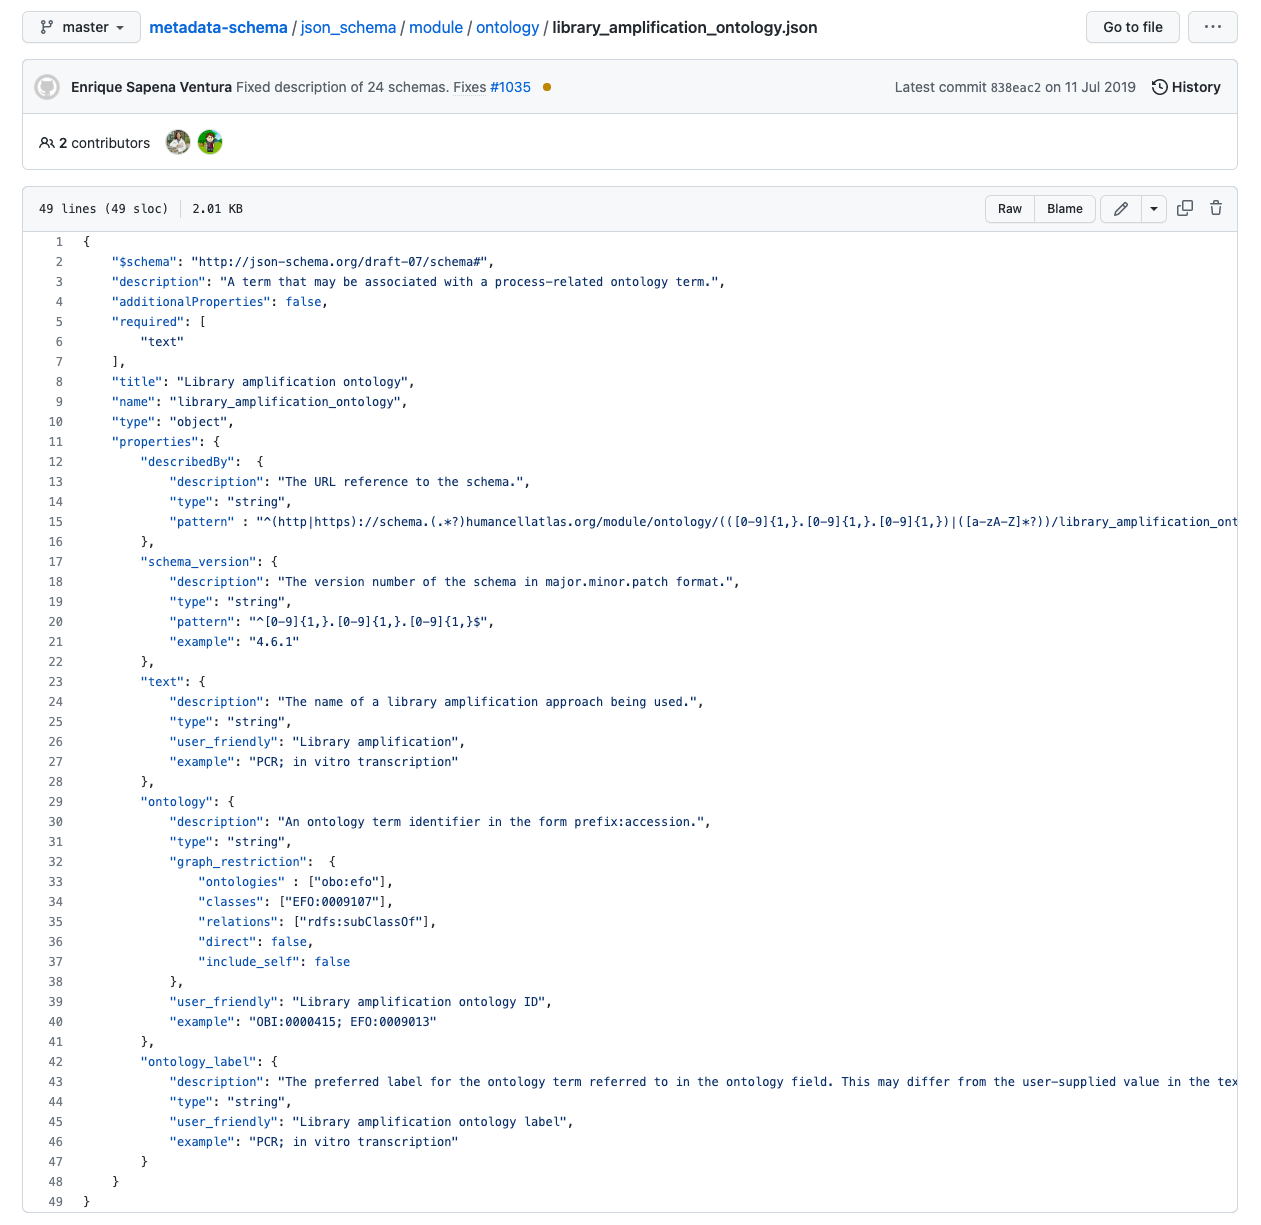 master metadata-schema / json_schema / module / ontology / library_amplification_ontology.json Go to file ···
Enrique Sapena Ventura Fixed description of 24 schemas. Fixes #1035 Latest commit 838eac2 on 11 Jul 2019 History
2 contributors
49 lines (49 sloc) 2.01 KB Raw Blame
1 {
2 "$schema": "http://json-schema.org/draft-07/schema#",
3 "description": "A term that may be associated with a process-related ontology term.",
4 "additionalProperties": false,
5 "required": [
6 "text"
7 ],
8 "title": "Library amplification ontology",
9 "name": "library_amplification_ontology",
10 "type": "object",
11 "properties": {
12 "describedBy":  {
13 "description": "The URL reference to the schema.",
14 "type": "string",
15 "pattern" : "^(http|https)://schema.(.*?)humancellatlas.org/module/ontology/(([0-9]{1,}.[0-9]{1,}.[0-9]{1,})|([a-zA-Z]*?))/library_amplification_ont
16 },
17 "schema_version": {
18 "description": "The version number of the schema in major.minor.patch format.",
19 "type": "string",
20 "pattern": "^[0-9]{1,}.[0-9]{1,}.[0-9]{1,}$",
21 "example": "4.6.1"
22 },
23 "text": {
24 "description": "The name of a library amplification approach being used.",
25 "type": "string",
26 "user_friendly": "Library amplification",
27 "example": "PCR; in vitro transcription"
28 },
29 "ontology": {
30 "description": "An ontology term identifier in the form prefix:accession.",
31 "type": "string",
32 "graph_restriction":  {
33 "ontologies" : ["obo:efo"],
34 "classes": ["EFO:0009107"],
35 "relations": ["rdfs:subClassOf"],
36 "direct": false,
37 "include_self": false
38 },
39 "user_friendly": "Library amplification ontology ID",
40 "example": "OBI:0000415; EFO:0009013"
41 },
42 "ontology_label": {
43 "description": "The preferred label for the ontology term referred to in the ontology field. This may differ from the user-supplied value in the tex
44 "type": "string",
45 "user_friendly": "Library amplification ontology label",
46 "example": "PCR; in vitro transcription"
47 }
48 }
49 }